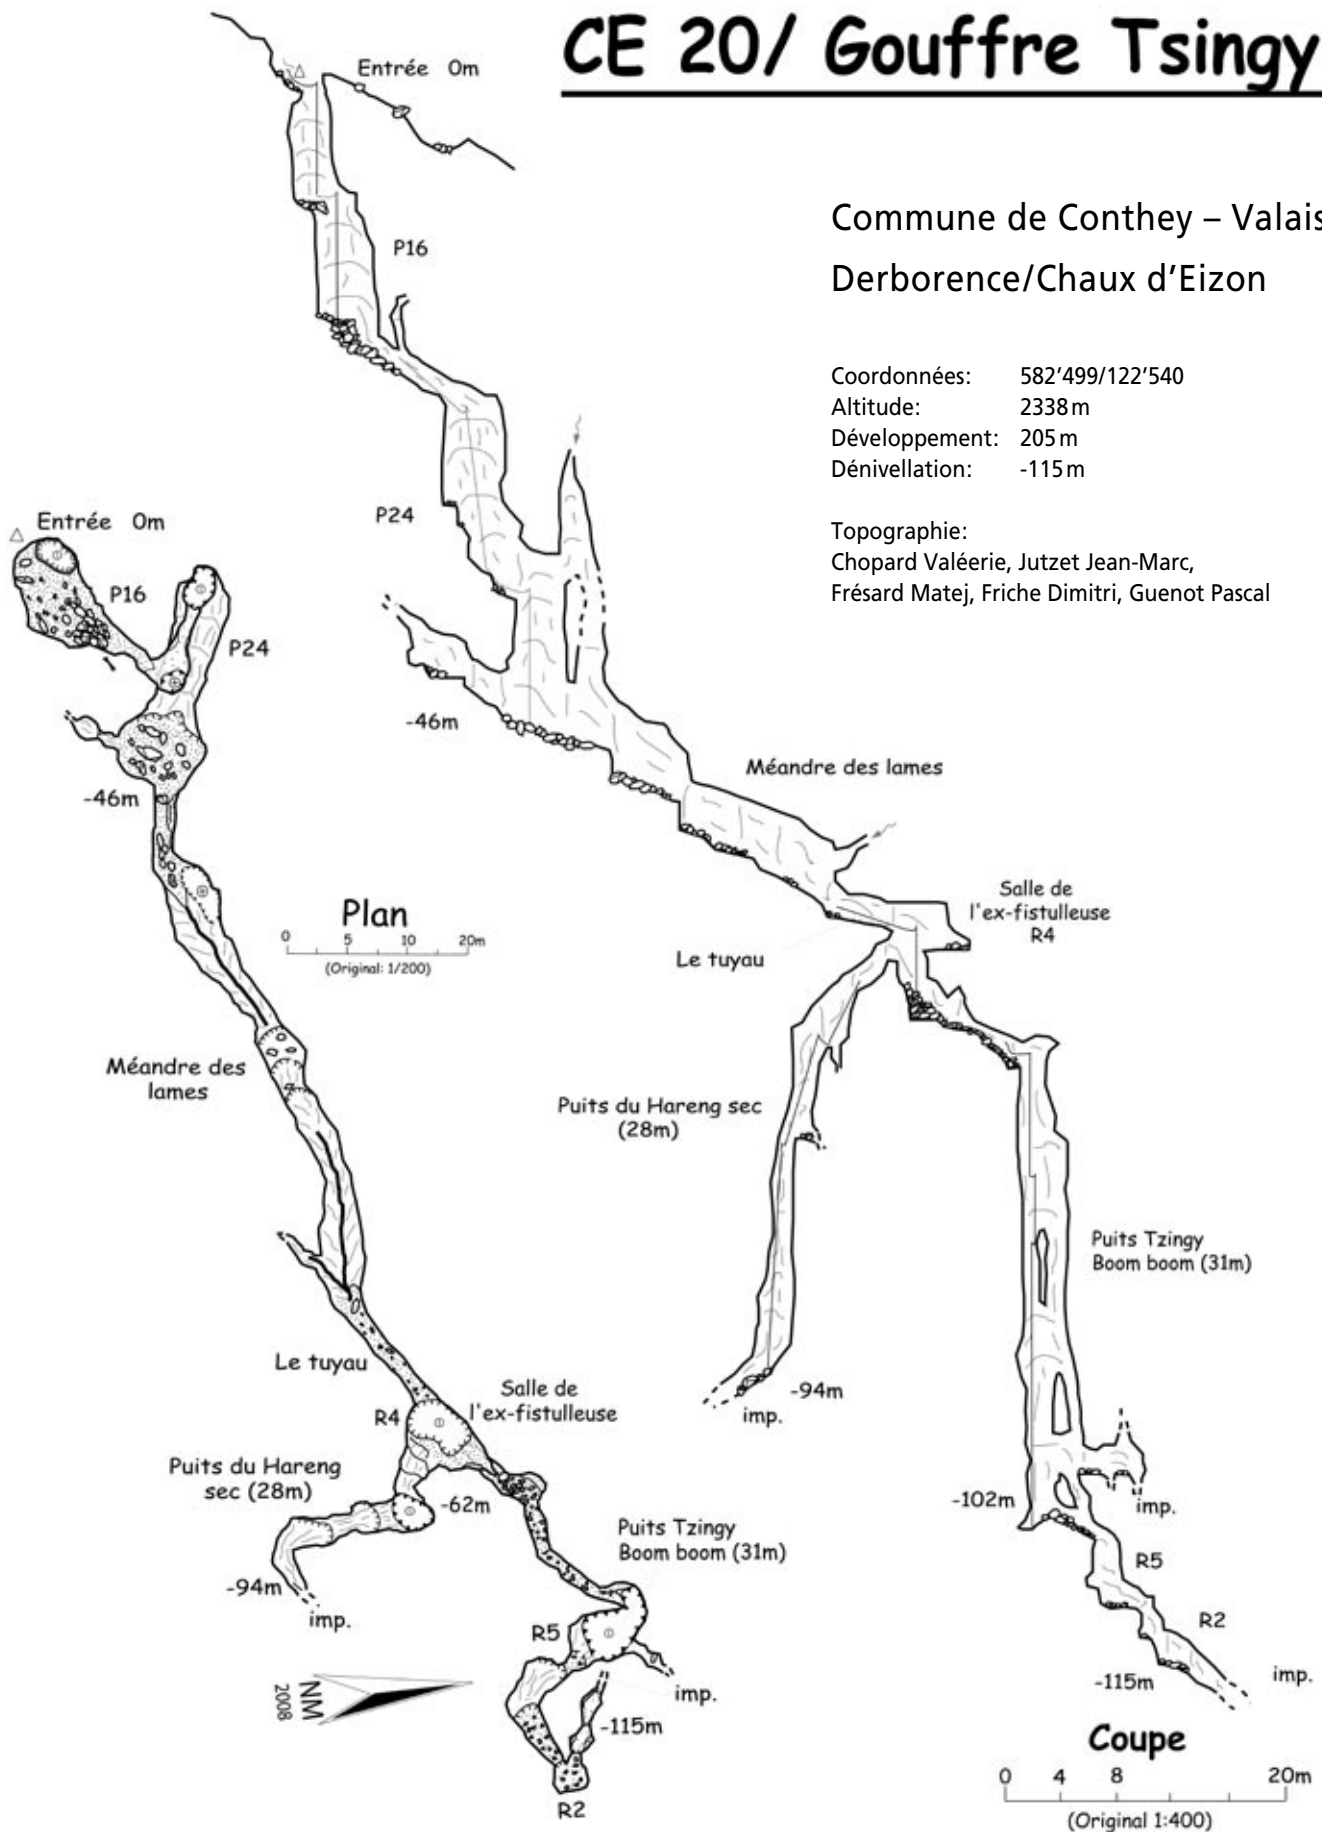 CE 20/ Gouffre Tsingy
Commune de Conthey – Valais
Derborence/Chaux d'Eizon
Coordonnées: 582'499/122'540
Altitude: 2338 m
Développement: 205 m
Dénivellation: -115 m
Topographie:
Chopard Valéerie, Jutzet Jean-Marc,
Frésard Matej, Friche Dimitri, Guenot Pascal
Entrée 0m
P16
P24
-46m
Méandre des lames
Salle de
l'ex-fistulleuse
R4
Le tuyau
Puits du Hareng sec
(28m)
-94m
imp.
Puits Tzingy
Boom boom (31m)
-102m
imp.
R5
R2
-115m
imp.
Coupe
0 4 8 20m
(Original 1:400)
Entrée 0m
P16
P24
-46m
Plan
0 5 10 20m
(Original: 1/200)
Méandre des
lames
Le tuyau
R4
Salle de
l'ex-fistulleuse
Puits du Hareng
sec (28m)
-62m
-94m
imp.
Puits Tzingy
Boom boom (31m)
R5
imp.
-115m
R2
NM
2008